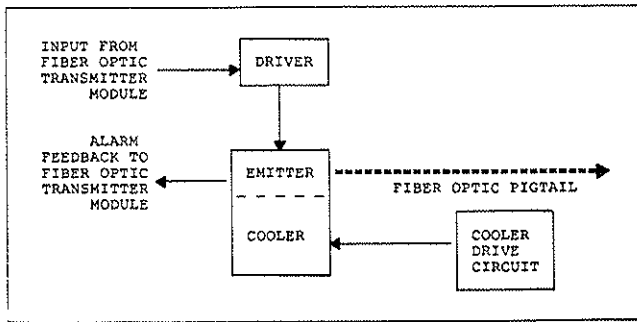 INPUT FROM
FIBER OPTIC
TRANSMITTER
MODULE
DRIVER
ALARM
FEEDBACK TO
FIBER OPTIC
TRANSMITTER
MODULE
EMITTER
FIBER OPTIC PIGTAIL
COOLER
COOLER
DRIVE
CIRCUIT